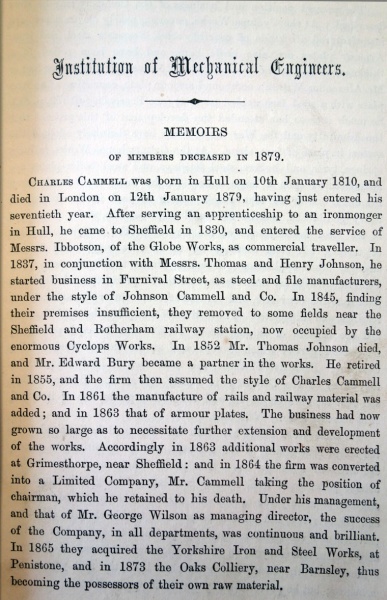 Institution of Mechanical Engineers.
MEMOIRS
OF MEMBERS DECEASED IN 1879.
CHARLES CAMMELL was born in Hull on 10th January 1810, and
died in London on 12th January 1879, having just entered his
seventieth year. After serving an apprenticeship to an ironmonger
in Hull, he came to Sheffield in 1830, and entered the service of
Messrs. Ibbotson, of the Globe Works, as commercial traveller. In
1837, in conjunction with Messrs. Thomas and Henry Johnson, he
started business in Furnival Street, as steel and file manufacturers,
under the style of Johnson Cammell and Co. In 1845, finding
their premises insufficient, they removed to some fields near the
Sheffield and Rotherham railway station, now occupied by the
enormous Cyclops Works. In 1852 Mr. Thomas Johnson died,
and Mr. Edward Bury became a partner in the works. He retired
in 1855, and the firm then assumed the style of Charles Cammell
and Co. In 1861 the manufacture of rails and railway material was
added; and in 1863 that of armour plates. The business had now
grown so large as to necessitate further extension and development
of the works. Accordingly in 1863 additional works were erected
at Grimesthorpe, near Sheffield: and in 1864 the firm was converted
into a Limited Company, Mr. Cammell taking the position of
chairman, which he retained to his death. Under his management,
and that of Mr. George Wilson as managing director, the success
of the Company, in all departments, was continuous and brilliant.
In 1865 they acquired the Yorkshire Iron and Steel Works, at
Penistone, and in 1873 the Oaks Colliery, near Barnsley, thus
becoming the possessors of their own raw material.